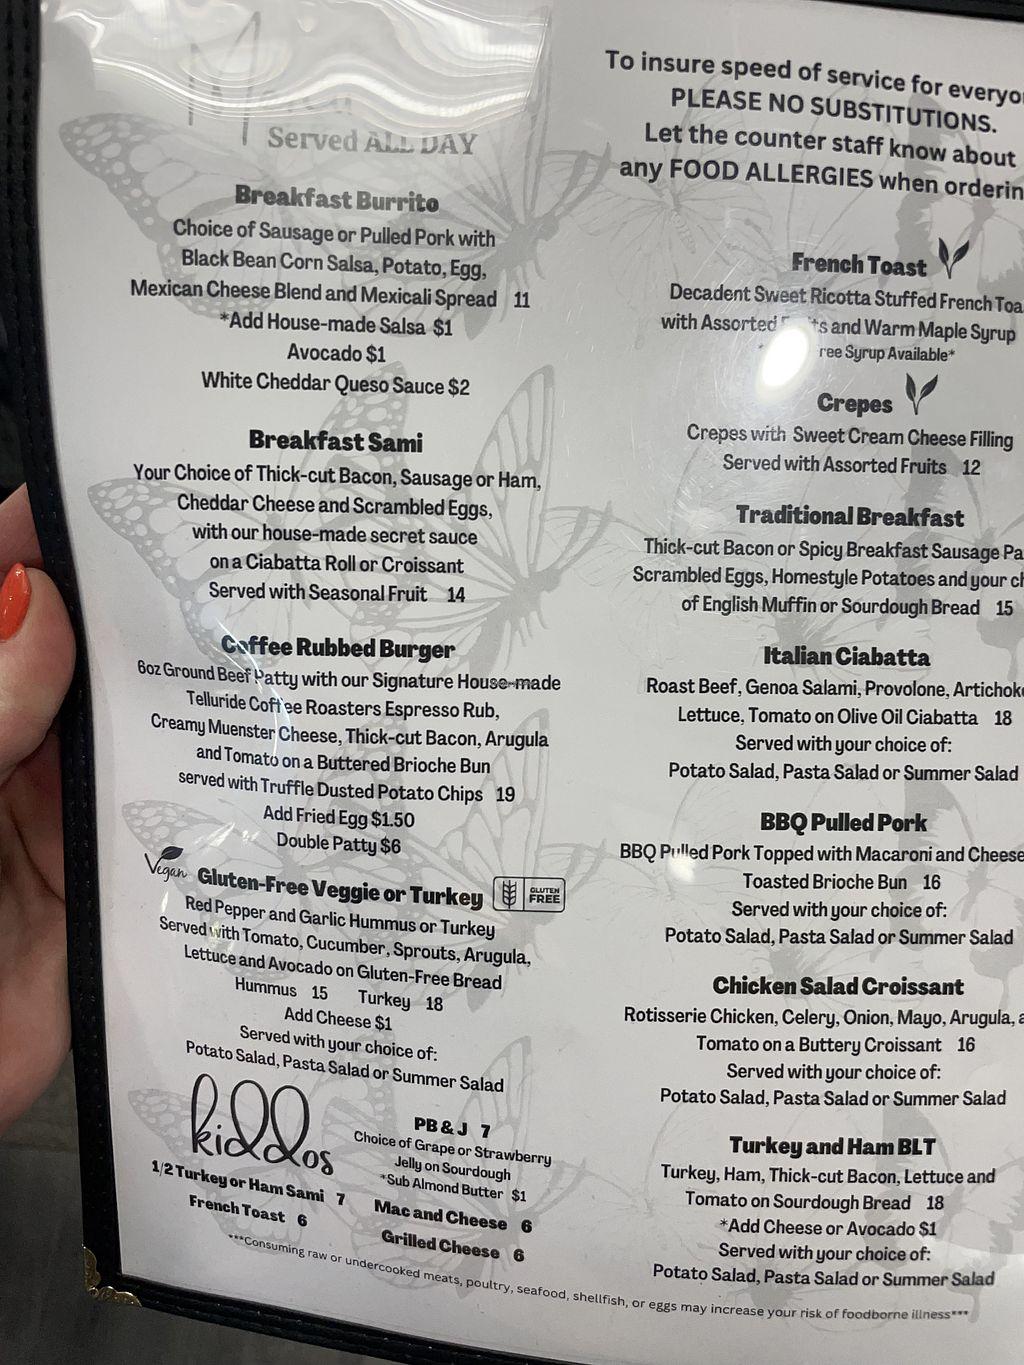 Served ALL DAY
Breakfast Burrito
Choice of Sausage or Pulled Pork with
Black Bean Corn Salsa, Potato, Egg,
Mexican Cheese Blend and Mexicali Spread 11
*Add House-made Salsa $1
Avocado $1
White Cheddar Queso Sauce $2
Breakfast Sami
Your Choice of Thick-cut Bacon, Sausage or Ham,
Cheddar Cheese and Scrambled Eggs,
with our house-made secret sauce
on a Ciabatta Roll or Croissant
Served with Seasonal Fruit 14
Coffee Rubbed Burger
6oz Ground Beef Patty with our Signature House-made
Telluride Coffee Roasters Espresso Rub,
Creamy Muenster Cheese, Thick-cut Bacon, Arugula
and Tomato on a Buttered Brioche Bun
served with Truffle Dusted Potato Chips 19
Add Fried Egg $1.50
Double Patty $6
Vegan Gluten-Free Veggie or Turkey GLUTEN FREE
Red Pepper and Garlic Hummus or Turkey
Served with Tomato, Cucumber, Sprouts, Arugula,
Lettuce and Avocado on Gluten-Free Bread
Hummus 15 Turkey 18
Add Cheese $1
Served with your choice of:
Potato Salad, Pasta Salad or Summer Salad
kiddos
1/2 Turkey or Ham Sami 7
French Toast 6
PB & J 7
Choice of Grape or Strawberry
Jelly on Sourdough
*Sub Almond Butter $1
Mac and Cheese 6
Grilled Cheese 6
To insure speed of service for
PLEASE NO SUBSTITUTIONS.
Let the counter staff know about
any FOOD ALLERGIES when
French Toast
Decadent Sweet Ricotta Stuffed French
with Assorted and Warm Maple Syrup
Syrup Available*
Crepes
Crepes with Sweet Cream Cheese Filling
Served with Assorted Fruits 12
Traditional Breakfast
Thick-cut Bacon or Spicy Breakfast Sausage
Scrambled Eggs, Homestyle Potatoes and your
of English Muffin or Sourdough Bread 15
Italian Ciabatta
Roast Beef, Genoa Salami, Provolone,
Lettuce, Tomato on Olive Oil Ciabatta 18
Served with your choice of:
Potato Salad, Pasta Salad or Summer Salad
BBQ Pulled Pork
BBQ Pulled Pork Topped with Macaroni and Cheese
Toasted Brioche Bun 16
Served with your choice of:
Potato Salad, Pasta Salad or Summer Salad
Chicken Salad Croissant
Rotisserie Chicken, Celery, Onion, Mayo, Arugula,
Tomato on a Buttery Croissant 16
Served with your choice of:
Potato Salad, Pasta Salad or Summer Salad
Turkey and Ham BLT
Turkey, Ham, Thick-cut Bacon, Lettuce and
Tomato on Sourdough Bread 18
*Add Cheese or Avocado $1
Served with your choice of:
Potato Salad, Pasta Salad or Summer Salad
***Consuming raw or undercooked meats, poultry, seafood, shellfish, or eggs may increase your risk of foodborne illness***